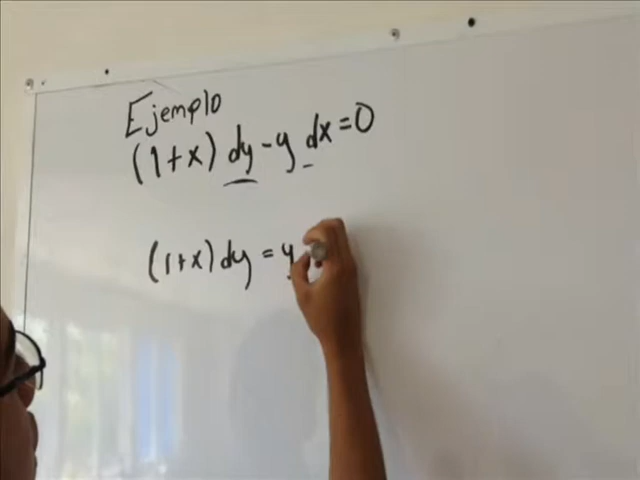 Ejemplo
(1+x) dy - y dx = 0
(1+x) dy = y